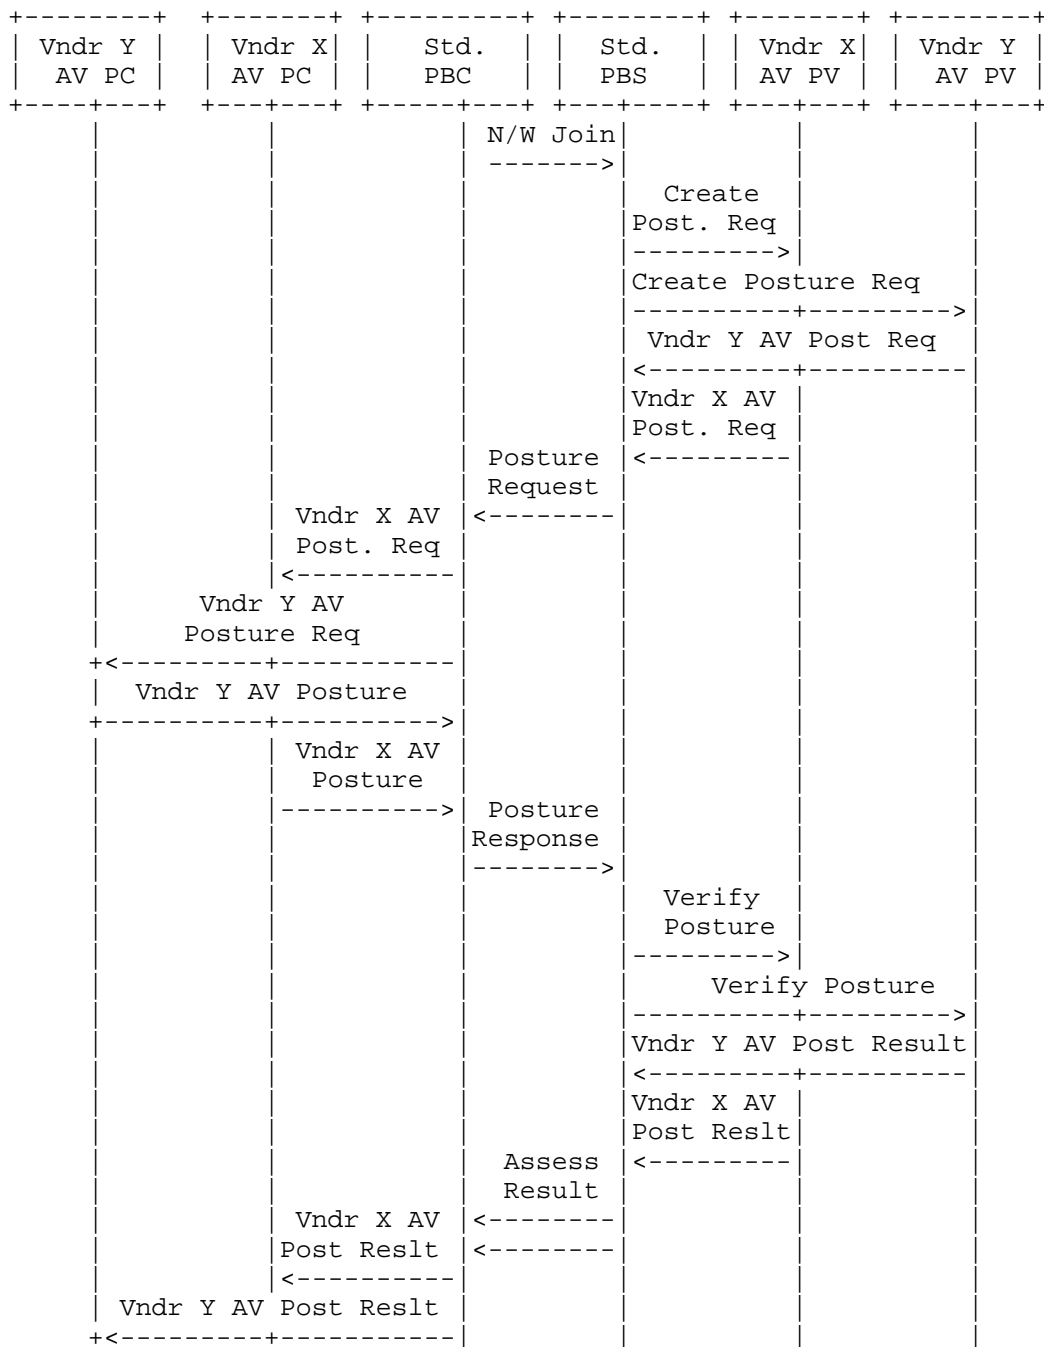 +--------+  +-------+ +---------+ +--------+ +-------+ +--------+
| Vndr Y |  | Vndr X| |   Std.  | |  Std.  | | Vndr X| | Vndr Y |
|  AV PC |  | AV PC | |   PBC   | |  PBS   | | AV PV | |  AV PV |
+----+---+  +---+---+ +-----+---+ +---+----+ +---+---+ +----+---+
     |          |           | N/W Join|          |          |
     |          |           | ------->|          |          |
     |          |           |         |  Create  |          |
     |          |           |         |Post. Req |          |
     |          |           |         |--------->|          |
     |          |           |         |Create Posture Req   |
     |          |           |         |----------+--------->|
     |          |           |         | Vndr Y AV Post Req  |
     |          |           |         |<---------+----------|
     |          |           |         |Vndr X AV |          |
     |          |           |         |Post. Req |          |
     |          |           | Posture |<---------|          |
     |          |           | Request |          |          |
     |          | Vndr X AV |<--------|          |          |
     |          | Post. Req |         |          |          |
     |          |<----------|         |          |          |
     |      Vndr Y AV       |         |          |          |
     |     Posture Req      |         |          |          |
     +<---------+-----------|         |          |          |
     |  Vndr Y AV Posture   |         |          |          |
     +----------+---------->|         |          |          |
     |          | Vndr X AV |         |          |          |
     |          |  Posture  |         |          |          |
     |          |---------->| Posture |          |          |
     |          |           |Response |          |          |
     |          |           |-------->|          |          |
     |          |           |         |  Verify  |          |
     |          |           |         |  Posture |          |
     |          |           |         |--------->|          |
     |          |           |         |     Verify Posture  |
     |          |           |         |----------+--------->|
     |          |           |         |Vndr Y AV Post Result|
     |          |           |         |<---------+----------|
     |          |           |         |Vndr X AV |          |
     |          |           |         |Post Reslt|          |
     |          |           |  Assess |<---------|          |
     |          |           |  Result |          |          |
     |          | Vndr X AV |<--------|          |          |
     |          |Post Reslt |<--------|          |          |
     |          |<----------|         |          |          |
     | Vndr Y AV Post Reslt |         |          |          |
     +<---------+-----------|         |          |          |